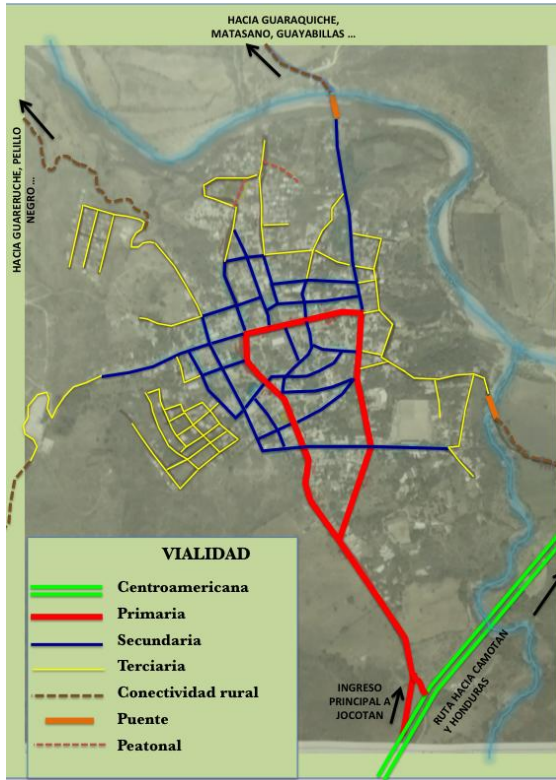 HACIA GUARAQUICHE,
MATASANO, GUAYABILLAS ...
HACIA GUARERUCHE, PELILLO
NEGRO ...
VIALIDAD
Centroamericana
Primaria
Secundaria
Terciaria
Conectividad rural
Puente
Peatonal
INGRESO
PRINCIPAL A
JOCOTAN
RUTA HACIA CAMOTAN
Y HONDURAS